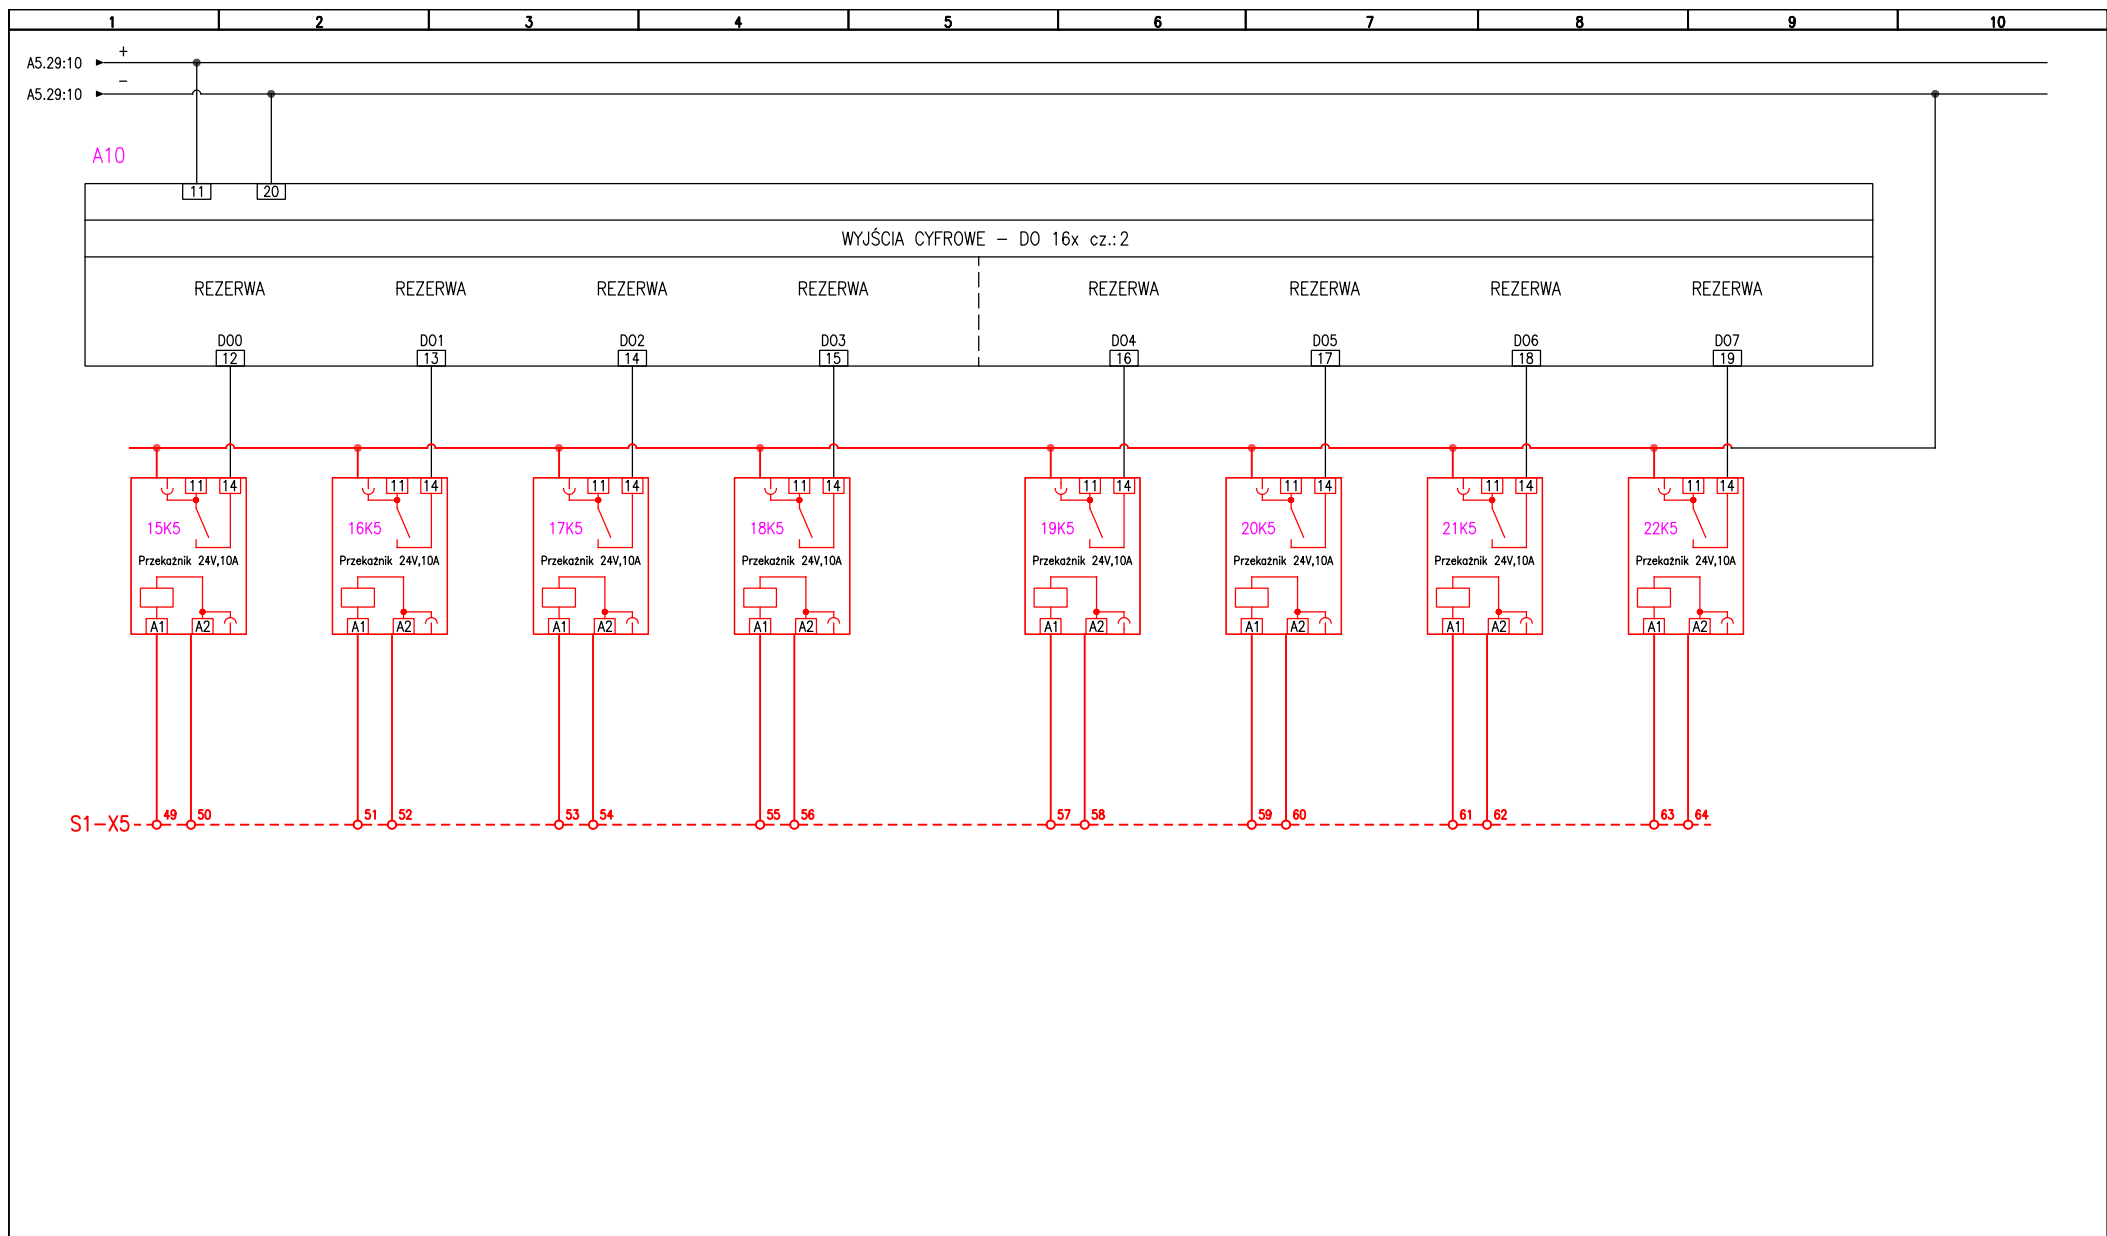 1 2 3 4 5 6 7 8 9 10
+
A5.29:10
−
A5.29:10
A10
11 20
WYJŚCIA CYFROWE − DO 16x cz.:2
REZERWA REZERWA REZERWA REZERWA REZERWA REZERWA REZERWA REZERWA
DO0 DO1 DO2 DO3 DO4 DO5 DO6 DO7
12 13 14 15 16 17 18 19
11 14 11 14 11 14 11 14 11 14 11 14 11 14 11 14
15K5 16K5 17K5 18K5 19K5 20K5 21K5 22K5
Przekaźnik 24V,10A Przekaźnik 24V,10A Przekaźnik 24V,10A Przekaźnik 24V,10A Przekaźnik 24V,10A Przekaźnik 24V,10A Przekaźnik 24V,10A Przekaźnik 24V,10A
A1 A2 A1 A2 A1 A2 A1 A2 A1 A2 A1 A2 A1 A2 A1 A2
S1−X5 49 50 51 52 53 54 55 56 57 58 59 60 61 62 63 64